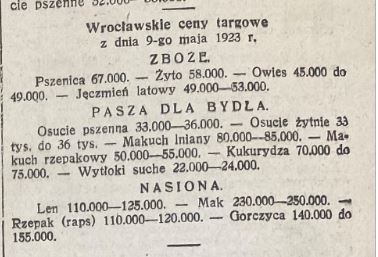 cie pszenne 32.000—
Wrocławskie ceny targowe
z dnia 9-go maja 1923 r.
ZBOŻE.
Pszenica 67.000. — Żyto 58.000. — Owies 45.000 do
49.000. — Jęczmień latowy 49.000—53.000.
PASZA DLA BYDŁA.
Osucie pszenna 33.000—36.000. — Osucie żytnie 33
tys. do 36 tys. — Makuch lniany 80.000—85.000. — Ma-
kuch rzepakowy 50.000—55.000. — Kukurydza 70.000 do
75.000. — Wytłoki suche 22.000—24.000.
NASIONA.
Len 110.000—125.000. — Mak 230.000—250.000. —
Rzepak (raps) 110.000—120.000. — Gorczyca 140.000 do
155.000.